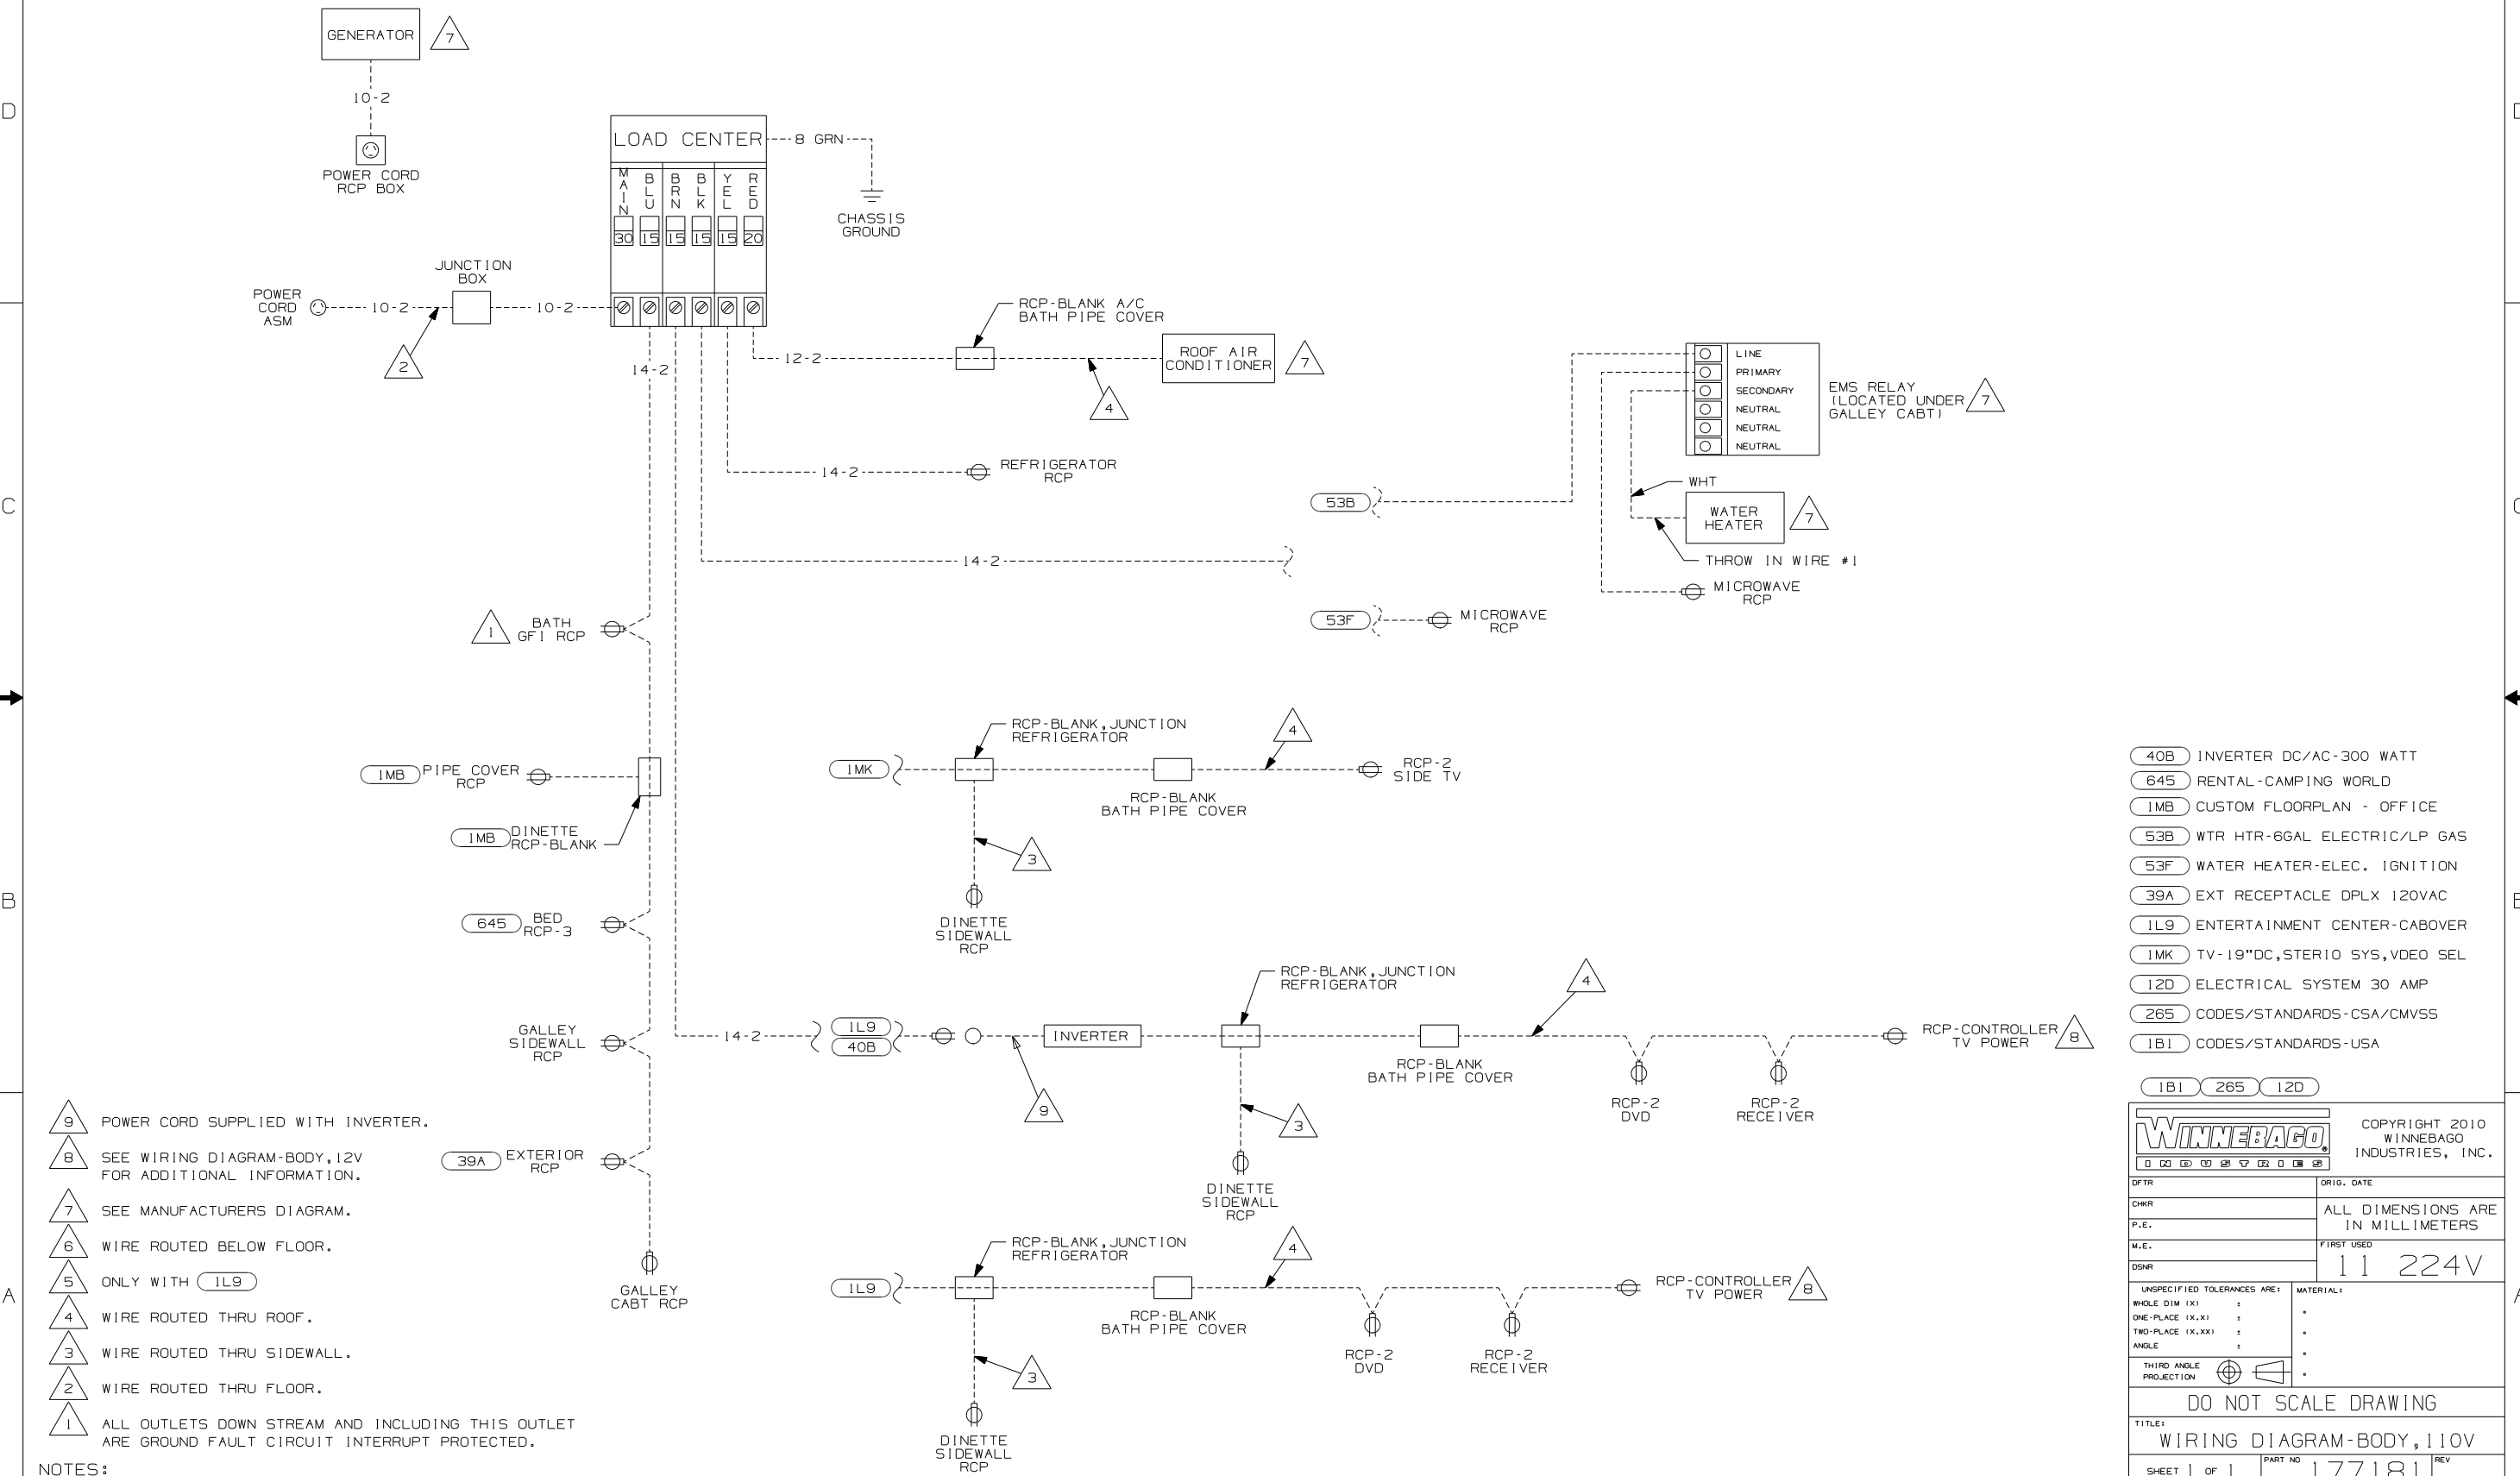 D
GENERATOR
7
10-2
POWER CORD
RCP BOX
LOAD CENTER
8 GRN
MAIN
BLU
BRN
BLK
YEL
RED
30
15
15
15
15
20
CHASSIS
GROUND
JUNCTION
BOX
POWER
CORD
ASM
10-2
10-2
2
RCP-BLANK A/C
BATH PIPE COVER
14-2
12-2
ROOF AIR
CONDITIONER
7
4
LINE
PRIMARY
SECONDARY
NEUTRAL
NEUTRAL
NEUTRAL
EMS RELAY
(LOCATED UNDER
GALLEY CABT)
7
14-2
REFRIGERATOR
RCP
C
53B
WHT
WATER
HEATER
7
THROW IN WIRE #1
14-2
MICROWAVE
RCP
53F
MICROWAVE
RCP
1
BATH
GFI RCP
RCP-BLANK,JUNCTION
REFRIGERATOR
4
1MB
PIPE COVER
RCP
1MK
RCP-2
SIDE TV
RCP-BLANK
BATH PIPE COVER
1MB
DINETTE
RCP-BLANK
3
B
DINETTE
SIDEWALL
RCP
645
BED
RCP-3
40B INVERTER DC/AC-300 WATT
645 RENTAL-CAMPING WORLD
1MB CUSTOM FLOORPLAN - OFFICE
53B WTR HTR-6GAL ELECTRIC/LP GAS
53F WATER HEATER-ELEC. IGNITION
39A EXT RECEPTACLE DPLX 120VAC
1L9 ENTERTAINMENT CENTER-CABOVER
1MK TV-19"DC,STERIO SYS,VDEO SEL
12D ELECTRICAL SYSTEM 30 AMP
265 CODES/STANDARDS-CSA/CMVSS
1B1 CODES/STANDARDS-USA
1B1 265 12D
RCP-BLANK,JUNCTION
REFRIGERATOR
4
GALLEY
SIDEWALL
RCP
14-2
1L9
40B
INVERTER
RCP-CONTROLLER
TV POWER
8
RCP-BLANK
BATH PIPE COVER
9
3
RCP-2
DVD
RCP-2
RECEIVER
39A
EXTERIOR
RCP
DINETTE
SIDEWALL
RCP
RCP-BLANK,JUNCTION
REFRIGERATOR
4
GALLEY
CABT RCP
1L9
RCP-CONTROLLER
TV POWER
8
RCP-BLANK
BATH PIPE COVER
3
RCP-2
DVD
RCP-2
RECEIVER
DINETTE
SIDEWALL
RCP
A
9 POWER CORD SUPPLIED WITH INVERTER.
8 SEE WIRING DIAGRAM-BODY,12V
FOR ADDITIONAL INFORMATION.
7 SEE MANUFACTURERS DIAGRAM.
6 WIRE ROUTED BELOW FLOOR.
5 ONLY WITH 1L9
4 WIRE ROUTED THRU ROOF.
3 WIRE ROUTED THRU SIDEWALL.
2 WIRE ROUTED THRU FLOOR.
1 ALL OUTLETS DOWN STREAM AND INCLUDING THIS OUTLET
ARE GROUND FAULT CIRCUIT INTERRUPT PROTECTED.
NOTES:
WINNEBAGO®
INDUSTRIES
COPYRIGHT 2010
WINNEBAGO
INDUSTRIES, INC.
DFTR
ORIG. DATE
CHKR
ALL DIMENSIONS ARE
IN MILLIMETERS
P.E.
M.E.
FIRST USED
11 224V
DSNR
UNSPECIFIED TOLERANCES ARE:
MATERIAL:
WHOLE DIM (X) :
ONE-PLACE (X.X) :
TWO-PLACE (X.XX) :
ANGLE :
THIRD ANGLE
PROJECTION
DO NOT SCALE DRAWING
TITLE:
WIRING DIAGRAM-BODY,110V
SHEET 1 OF 1
PART NO
177181
REV